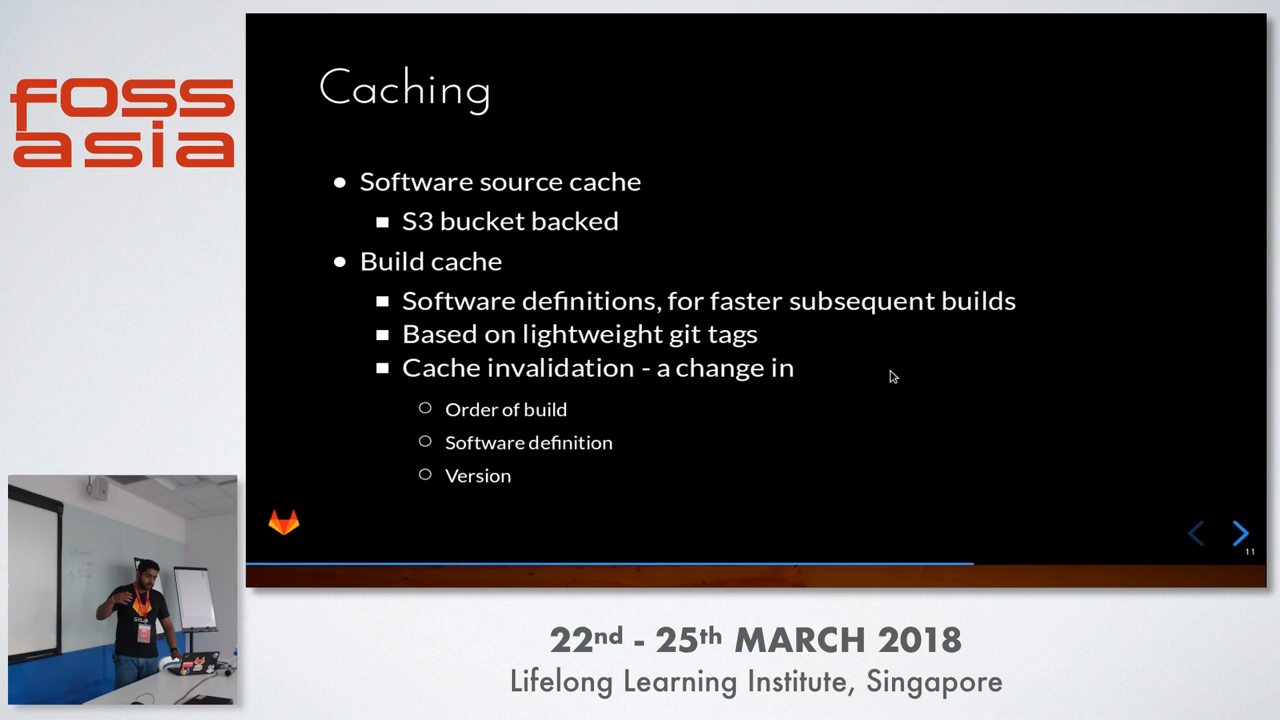 foss
asia
Caching
Software source cache
S3 bucket backed
Build cache
Software definitions, for faster subsequent builds
Based on lightweight git tags
Cache invalidation - a change in
Order of build
Software definition
Version
11
22nd - 25th MARCH 2018
Lifelong Learning Institute, Singapore